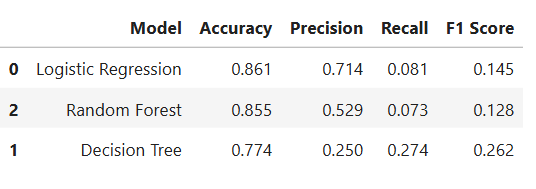 Model Accuracy Precision Recall F1 Score
0 Logistic Regression 0.861 0.714 0.081 0.145
2 Random Forest 0.855 0.529 0.073 0.128
1 Decision Tree 0.774 0.250 0.274 0.262